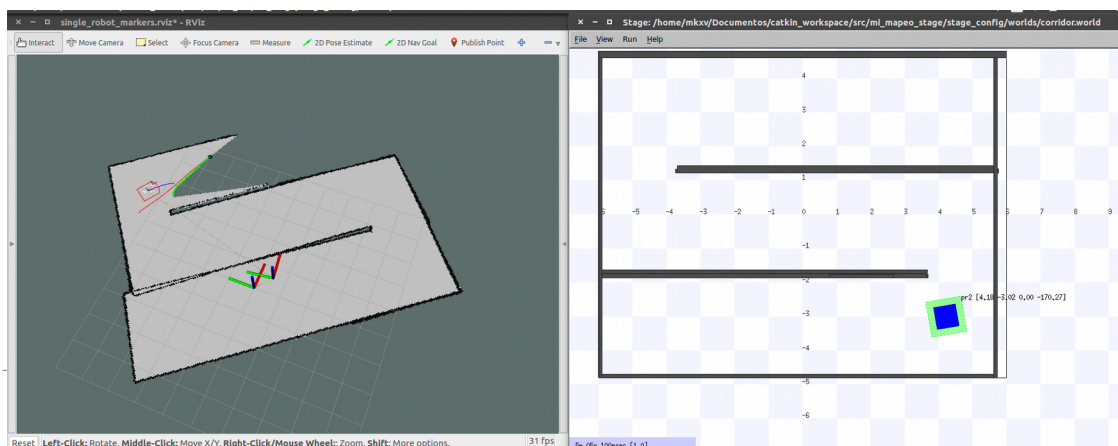 single_robot_markers.rviz* - RViz
Interact Move Camera Select Focus Camera Measure 2D Pose Estimate 2D Nav Goal Publish Point
Reset Left-Click: Rotate. Middle-Click: Move X/Y. Right-Click/Mouse Wheel: Zoom. Shift: More options. 31 fps
Stage: /home/mkxv/Documentos/catkin_workspace/src/mi_mapeo_stage/stage_config/worlds/corridor.world
File View Run Help
4
3
2
1
-5 -4 -3 -2 -1 0 1 2 3 4 5 6 7 8 9
-1
-2
pr2 [4.18 -3.02 0.00 -170.27]
-3
-4
-5
-6